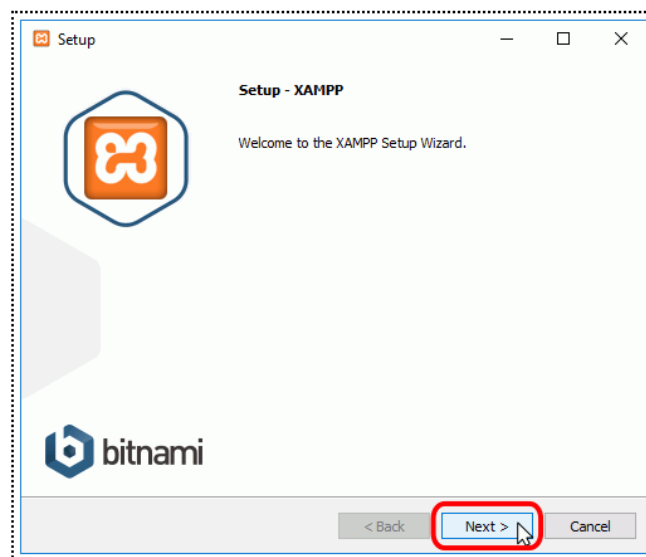 Setup
Setup - XAMPP
Welcome to the XAMPP Setup Wizard.
bitnami
< Back
Next >
Cancel